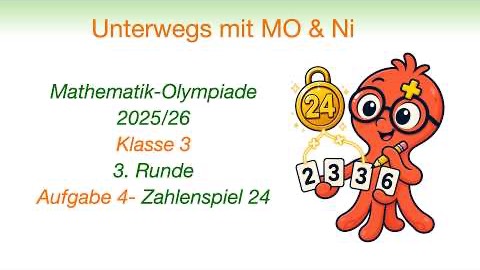 Unterwegs mit MO & Ni
Mathematik-Olympiade
2025/26
Klasse 3
3. Runde
Aufgabe 4- Zahlenspiel 24
24
2 3 3 6